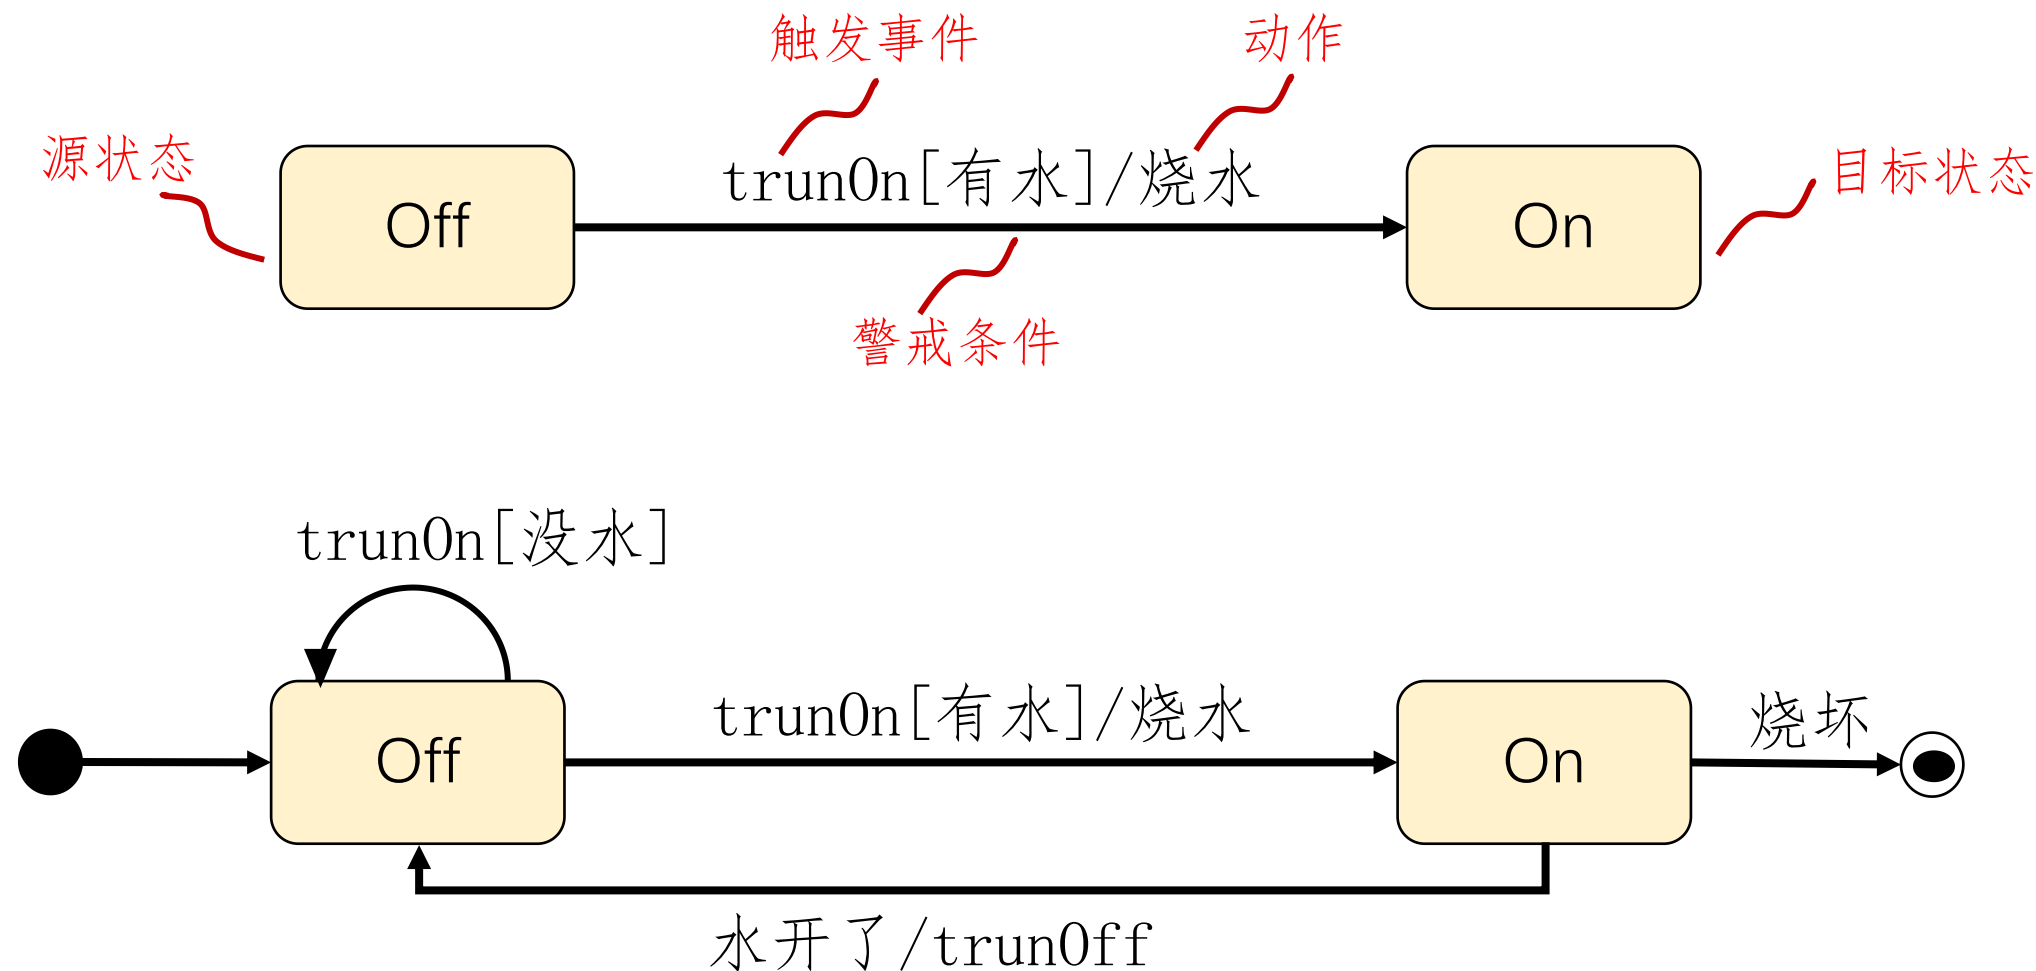 触发事件 动作
源状态 trunOn[有水]/烧水 目标状态
Off On
警戒条件
trunOn[没水]
trunOn[有水]/烧水 烧坏
Off On
水开了/trunOff